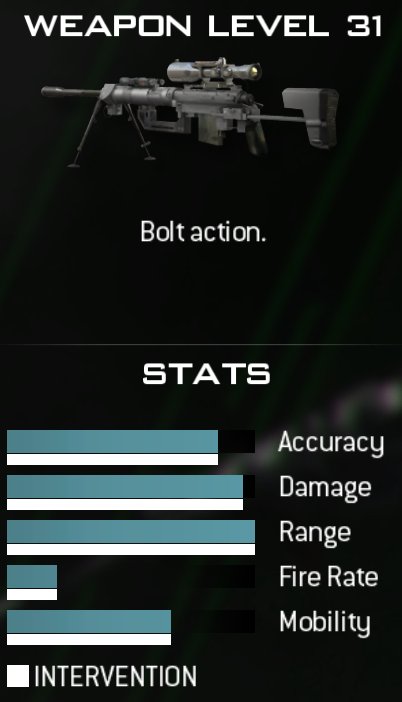 WEAPON LEVEL 31
Bolt action.
STATS
Accuracy
Damage
Range
Fire Rate
Mobility
INTERVENTION